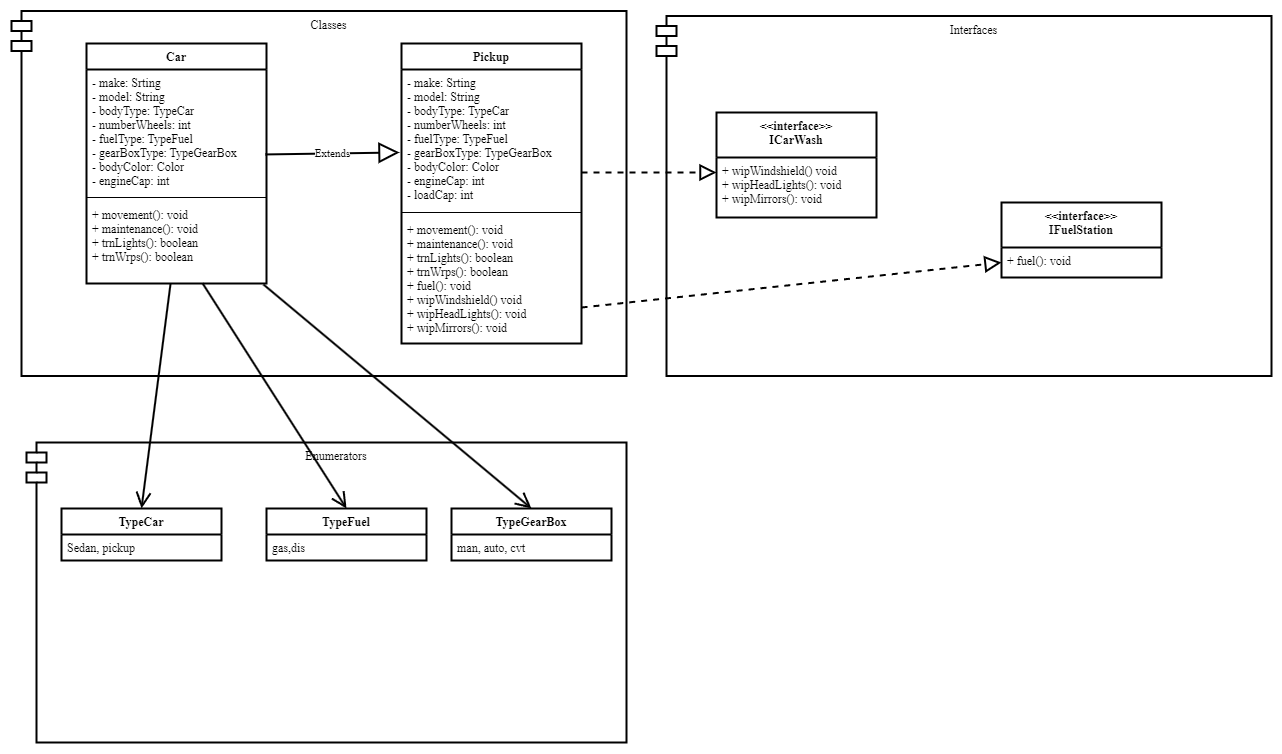 Classes
Car
- make: Srting
- model: String
- bodyType: TypeCar
- numberWheels: int
- fuelType: TypeFuel
- gearBoxType: TypeGearBox
- bodyColor: Color
- engineCap: int
+ movement(): void
+ maintenance(): void
+ trnLights(): boolean
+ trnWrps(): boolean
Extends
Pickup
- make: Srting
- model: String
- bodyType: TypeCar
- numberWheels: int
- fuelType: TypeFuel
- gearBoxType: TypeGearBox
- bodyColor: Color
- engineCap: int
- loadCap: int
+ movement(): void
+ maintenance(): void
+ trnLights(): boolean
+ trnWrps(): boolean
+ fuel(): void
+ wipWindshield() void
+ wipHeadLights(): void
+ wipMirrors(): void
Interfaces
<<interface>>
ICarWash
+ wipWindshield() void
+ wipHeadLights(): void
+ wipMirrors(): void
<<interface>>
IFuelStation
+ fuel(): void
Enumerators
TypeCar
Sedan, pickup
TypeFuel
gas,dis
TypeGearBox
man, auto, cvt